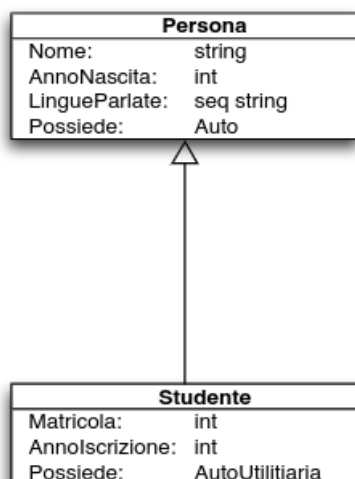 Persona
Nome: string
AnnoNascita: int
LingueParlate: seq string
Possiede: Auto
Studente
Matricola: int
AnnoIscrizione: int
Possiede: AutoUtilitiaria